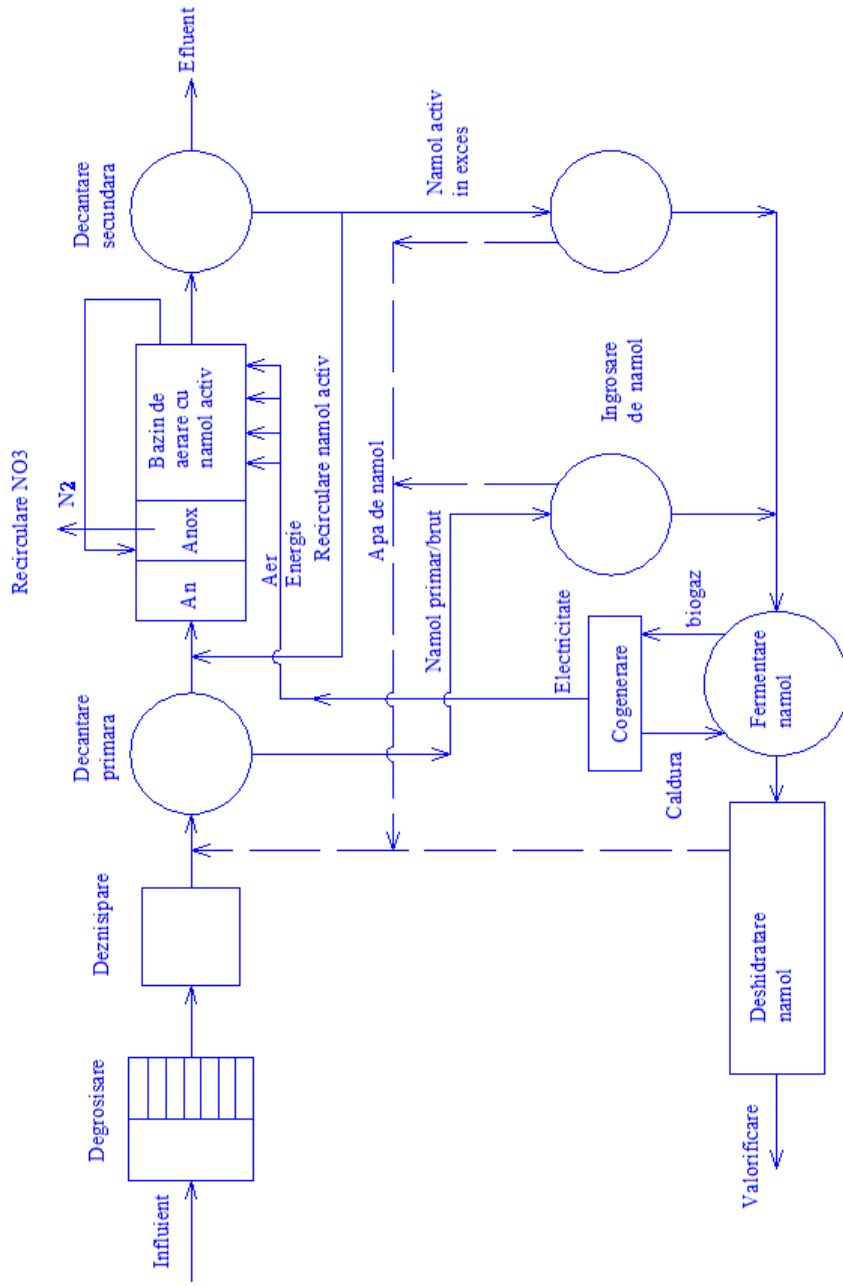 Influient
Degrosisare
Deznisipare
Decantare
primara
Recirculare NO3
N2
An
Anox
Bazin de
aerare cu
namol activ
Decantare
secundara
Efluent
Aer
Energie
Recirculare namol activ
Namol activ
in exces
Apa de namol
Namol primar/brut
Ingrosare
de namol
Electricitate
Cogenerare
biogaz
Caldura
Fermentare
namol
Deshidratare
namol
Valorificare